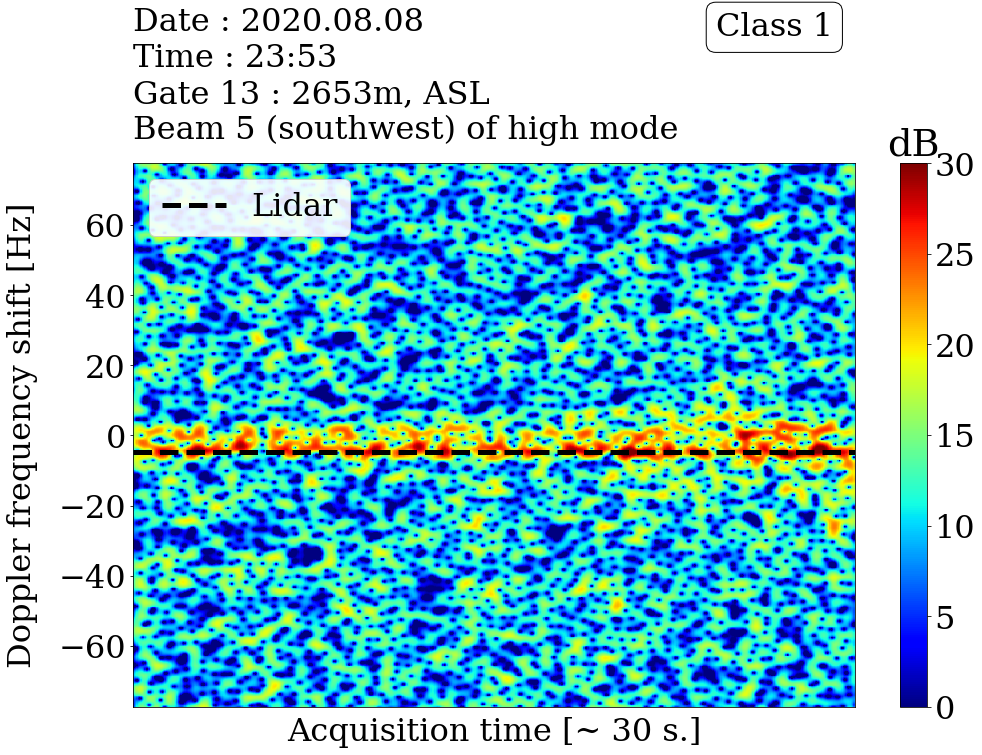 Date : 2020.08.08
Class 1
Time : 23:53
Gate 13 : 2653m, ASL
Beam 5 (southwest) of high mode
dB
30
25
20
15
10
5
0
Lidar
Doppler frequency shift [Hz]
60
40
20
0
−20
−40
−60
Acquisition time [~ 30 s.]